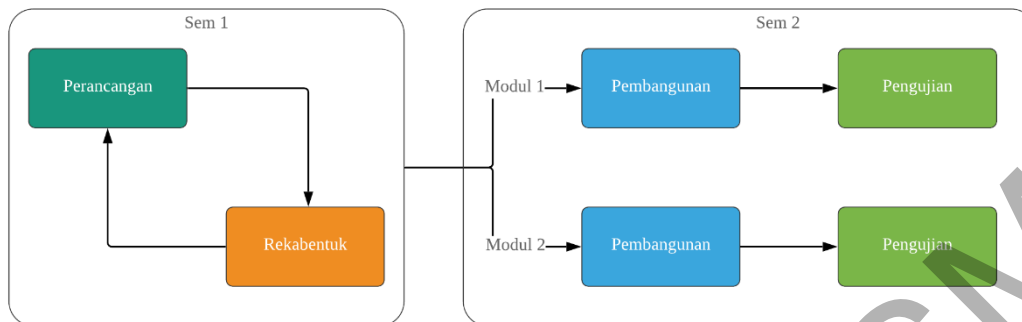 Sem 1
Perancangan
Rekabentuk
Sem 2
Modul 1
Pembangunan
Pengujian
Modul 2
Pembangunan
Pengujian